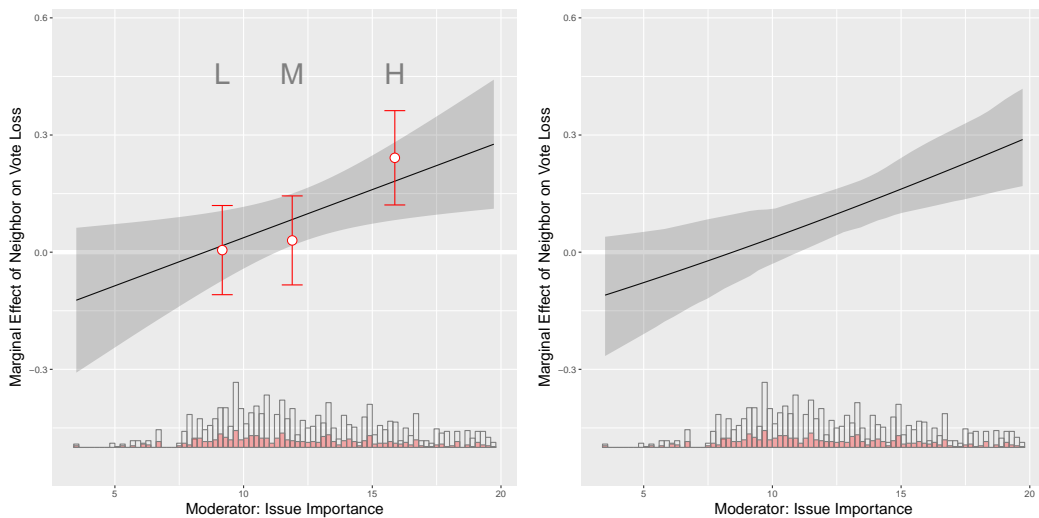 0.6
L M H
0.3
0.0
−0.3
Marginal Effect of Neighbor on Vote Loss
5 10 15 20
Moderator: Issue Importance
0.6
0.3
0.0
−0.3
Marginal Effect of Neighbor on Vote Loss
5 10 15 20
Moderator: Issue Importance